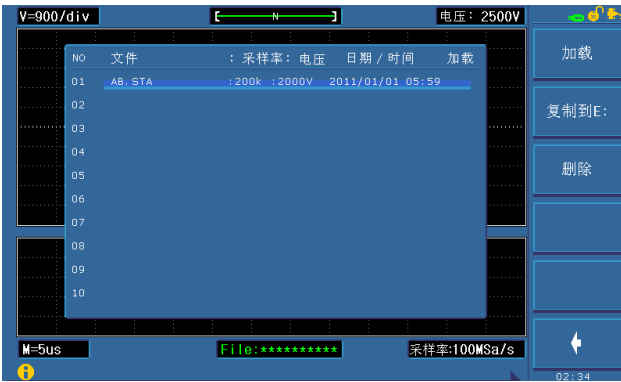 V=900/div [ N ] 电压: 2500V
NO 文件 :采样率: 电压 日期/时间 加载
01 AB.STA :200k :2000V 2011/01/01 05:59
02
03
04
05
06
07
08
09
10
加载
复制到E:
删除
M=5us File:********** 采样率:100MSa/s
02:34